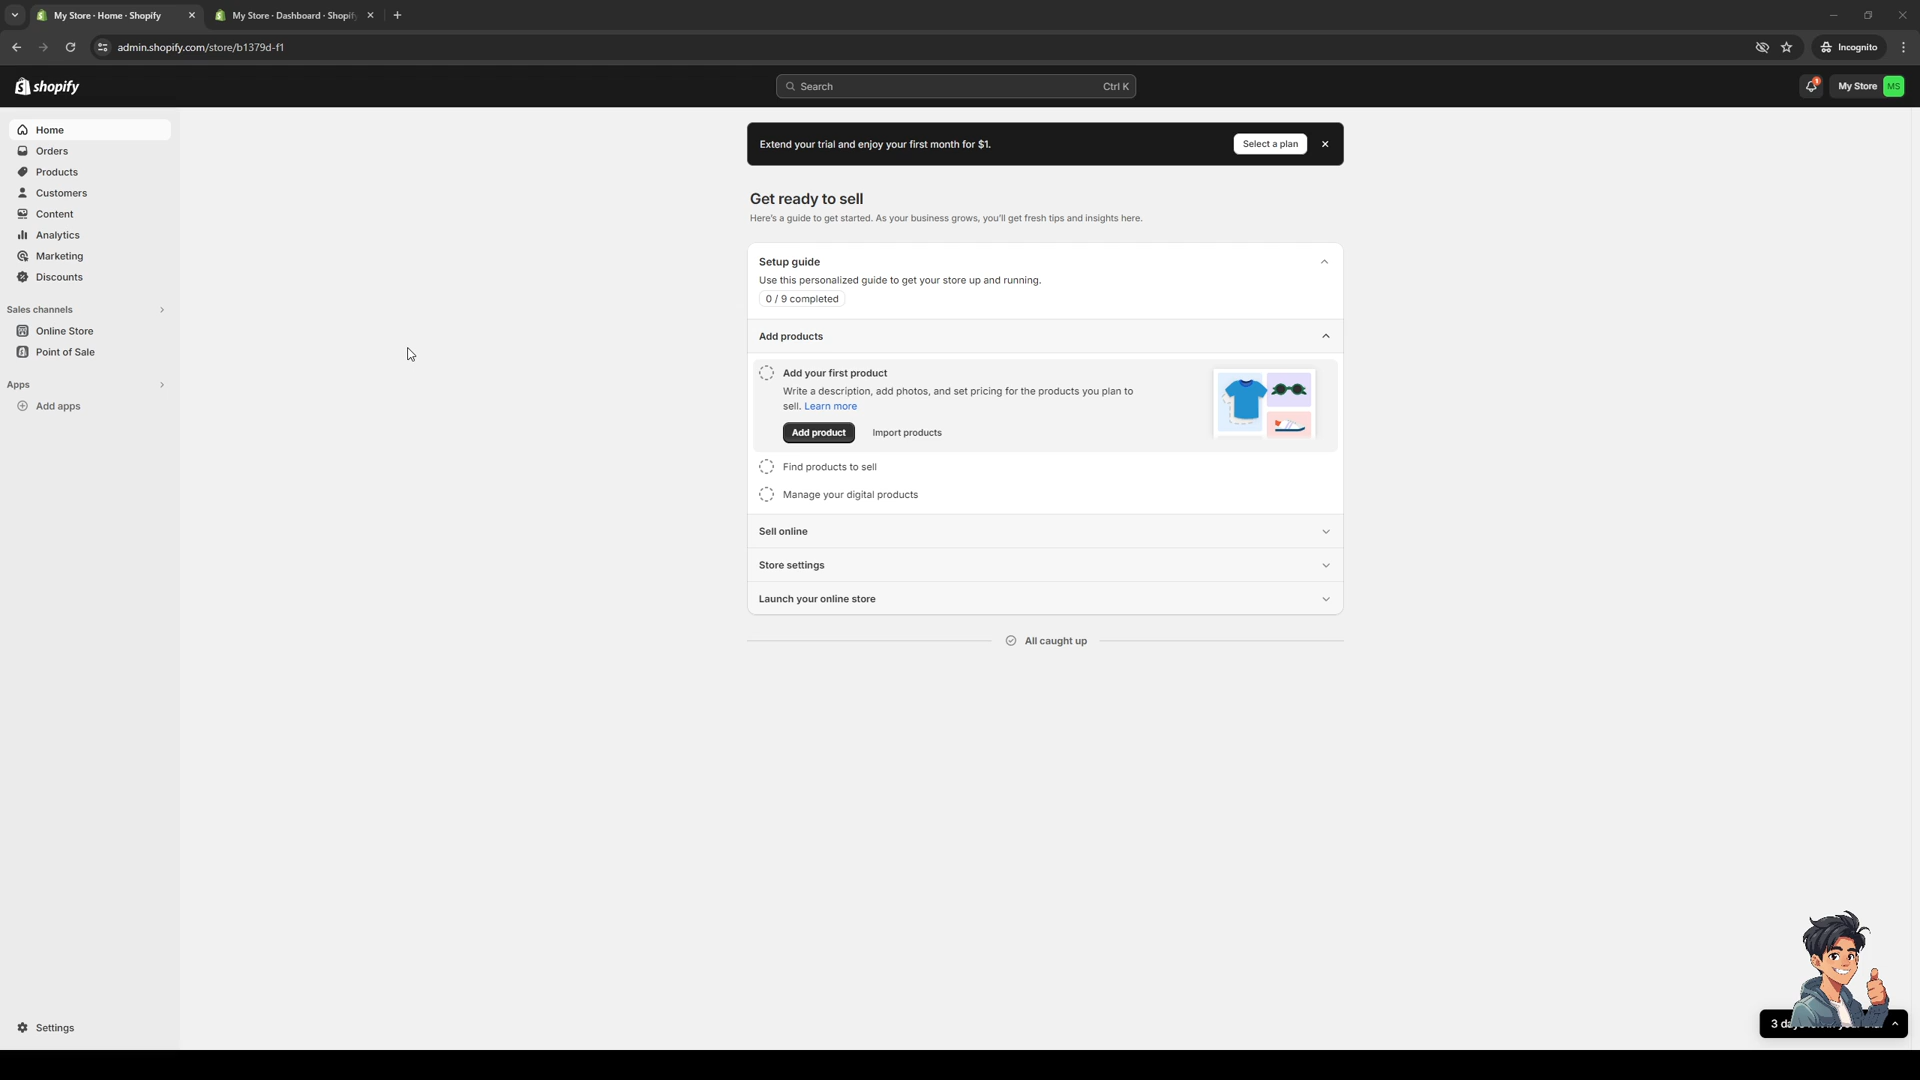 My Store · Home · Shopify
My Store · Dashboard · Shopify
admin.shopify.com/store/b1379d-f1
Incognito
shopify
Search
Ctrl K
1
My Store
MS
Home
Orders
Products
Customers
Content
Analytics
Marketing
Discounts
Sales channels
Online Store
Point of Sale
Apps
Add apps
Settings
Extend your trial and enjoy your first month for $1.
Select a plan
Get ready to sell
Here's a guide to get started. As your business grows, you'll get fresh tips and insights here.
Setup guide
Use this personalized guide to get your store up and running.
0 / 9 completed
Add products
Add your first product
Write a description, add photos, and set pricing for the products you plan to
sell. Learn more
Add product
Import products
Find products to sell
Manage your digital products
Sell online
Store settings
Launch your online store
All caught up
3